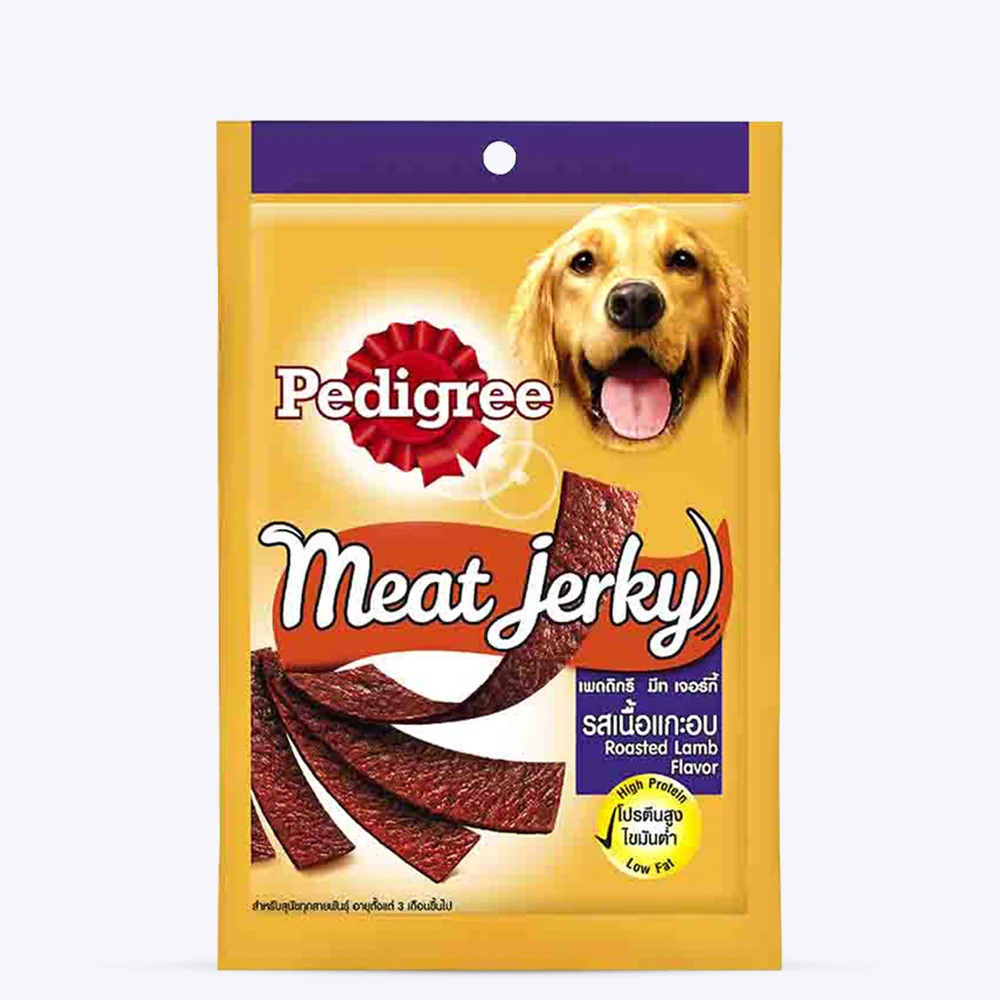 Pedigree
Meat Jerky
เพดดิกรี มีท เจอร์กี้
รสเนื้อแกะอบ
Roasted Lamb
Flavor
High Protein
โปรตีนสูง
ไขมันต่ำ
Low Fat
สำหรับสุนัขทุกสายพันธุ์ อายุตั้งแต่ 3 เดือนขึ้นไป